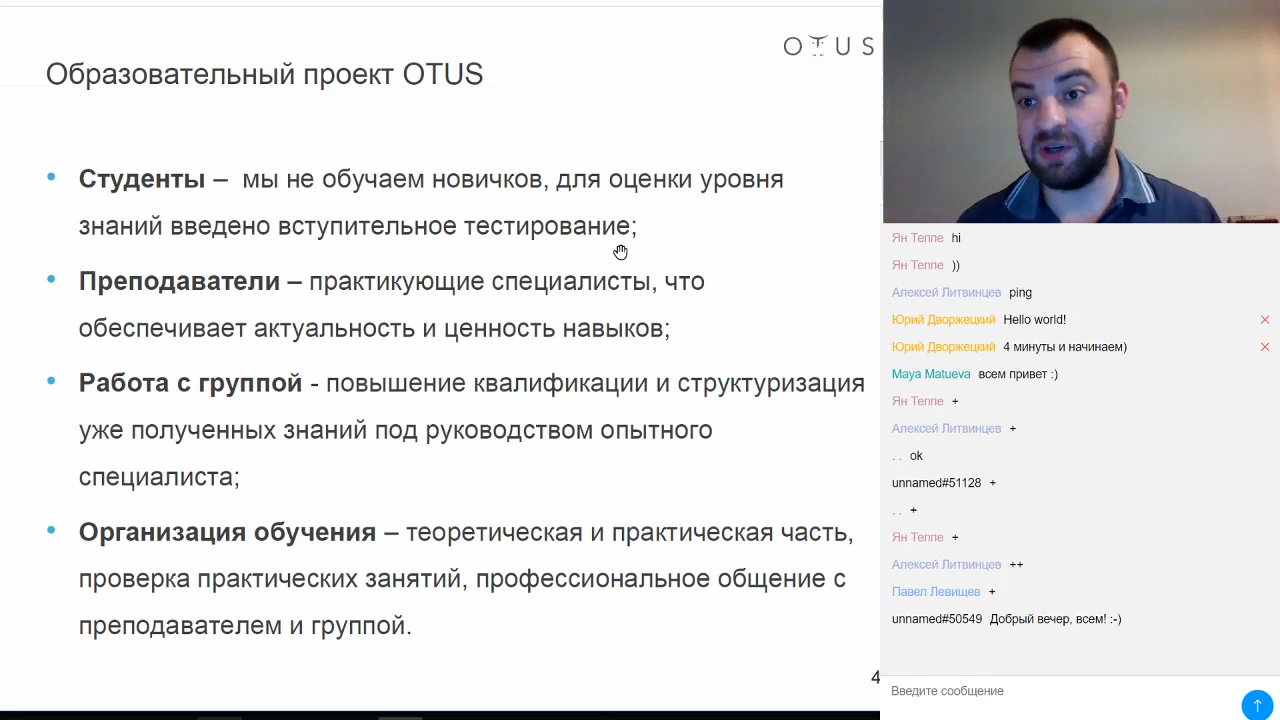 OTUS
Образовательный проект OTUS
• Студенты – мы не обучаем новичков, для оценки уровня
знаний введено вступительное тестирование;
• Преподаватели – практикующие специалисты, что
обеспечивает актуальность и ценность навыков;
• Работа с группой - повышение квалификации и структуризация
уже полученных знаний под руководством опытного
специалиста;
• Организация обучения – теоретическая и практическая часть,
проверка практических занятий, профессиональное общение с
преподавателем и группой.
4
Ян Теппе hi
Ян Теппе ))
Алексей Литвинцев ping
Юрий Дворжецкий Hello world!
Юрий Дворжецкий 4 минуты и начинаем)
Maya Matueva всем привет :)
Ян Теппе +
Алексей Литвинцев +
. . ok
unnamed#51128 +
. . +
Ян Теппе +
Алексей Литвинцев ++
Павел Левищев +
unnamed#50549 Добрый вечер, всем! :-)
Введите сообщение